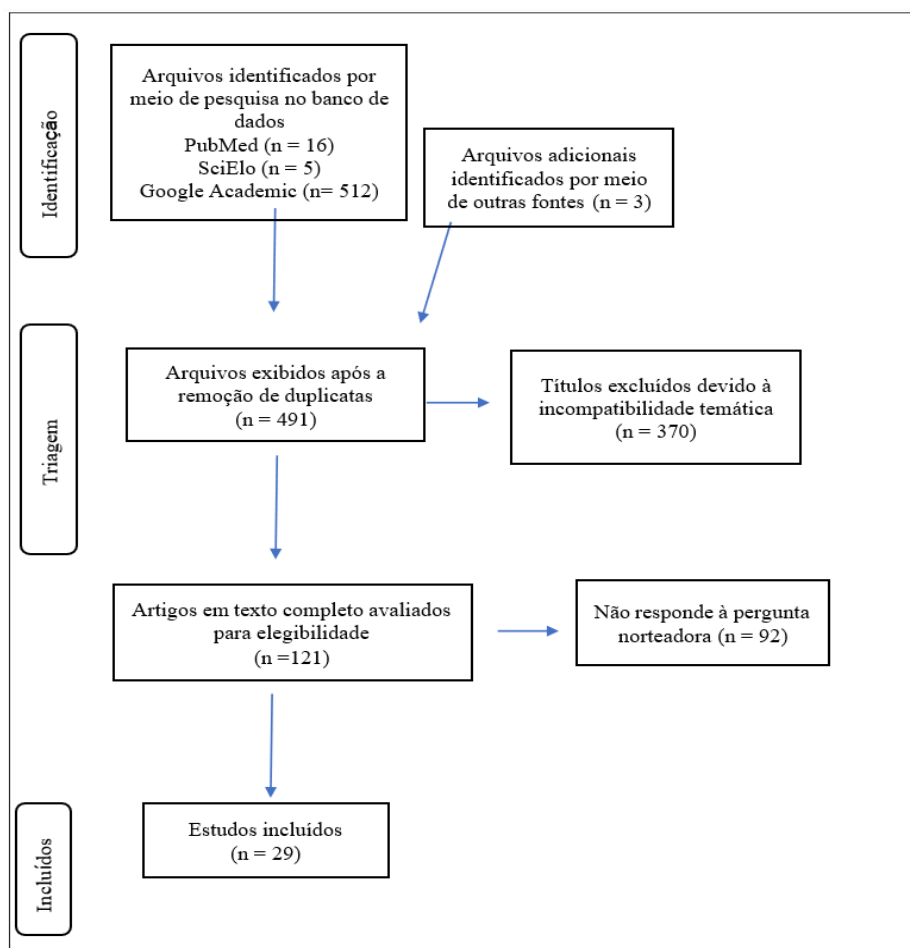 Identificação
Arquivos identificados por
meio de pesquisa no banco de
dados
PubMed (n = 16)
SciElo (n = 5)
Google Academic (n= 512)
Arquivos adicionais
identificados por meio
de outras fontes (n = 3)
Triagem
Arquivos exibidos após a
remoção de duplicatas
(n = 491)
Títulos excluídos devido à
incompatibilidade temática
(n = 370)
Artigos em texto completo avaliados
para elegibilidade
(n =121)
Não responde à pergunta
norteadora (n = 92)
Incluídos
Estudos incluídos
(n = 29)